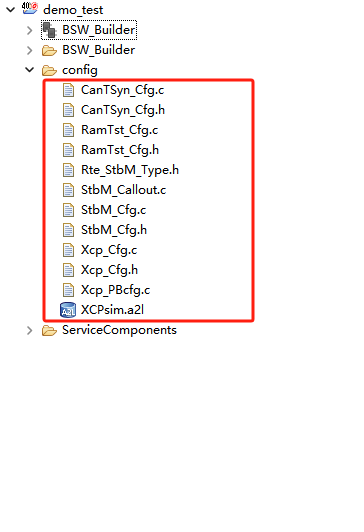 demo_test
BSW_Builder
BSW_Builder
config
CanTSyn_Cfg.c
CanTSyn_Cfg.h
RamTst_Cfg.c
RamTst_Cfg.h
Rte_StbM_Type.h
StbM_Callout.c
StbM_Cfg.c
StbM_Cfg.h
Xcp_Cfg.c
Xcp_Cfg.h
Xcp_PBcfg.c
XCPsim.a2l
ServiceComponents